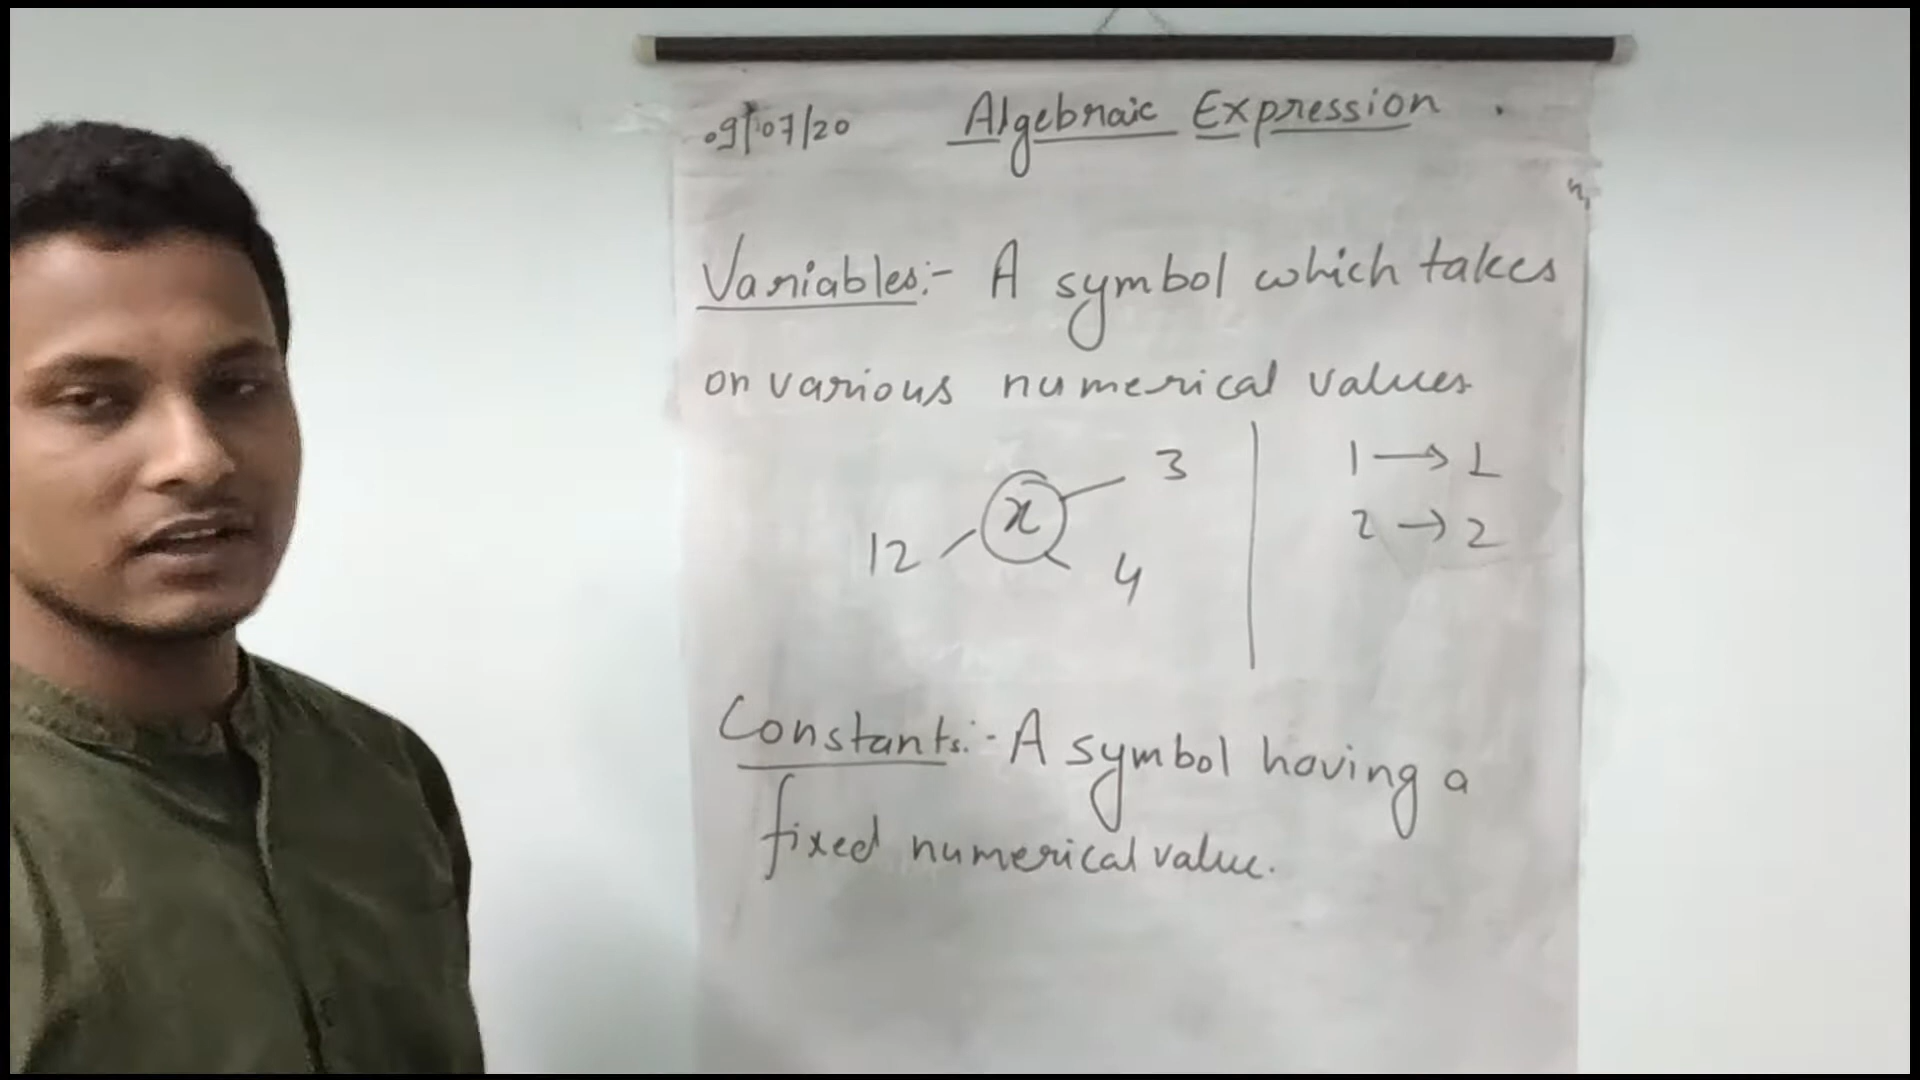 09/07/20 Algebraic Expression .
Variables:- A symbol which takes
on various numerical values.
x 3 1 → 1
12 4 2 → 2
Constants:- A symbol having a
fixed numerical value.